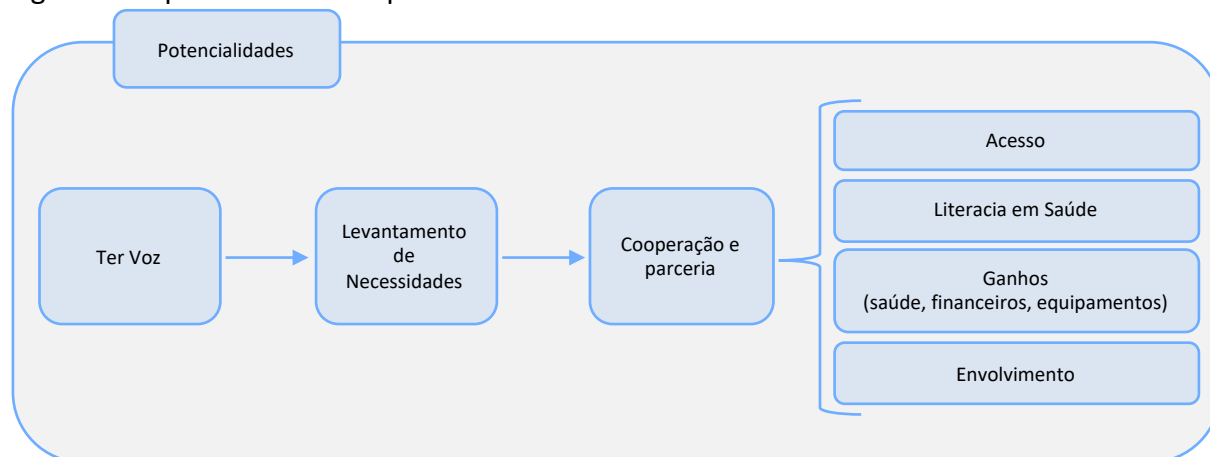 Potencialidades
Ter Voz
Levantamento
de
Necessidades
Cooperação e
parceria
Acesso
Literacia em Saúde
Ganhos
(saúde, financeiros, equipamentos)
Envolvimento